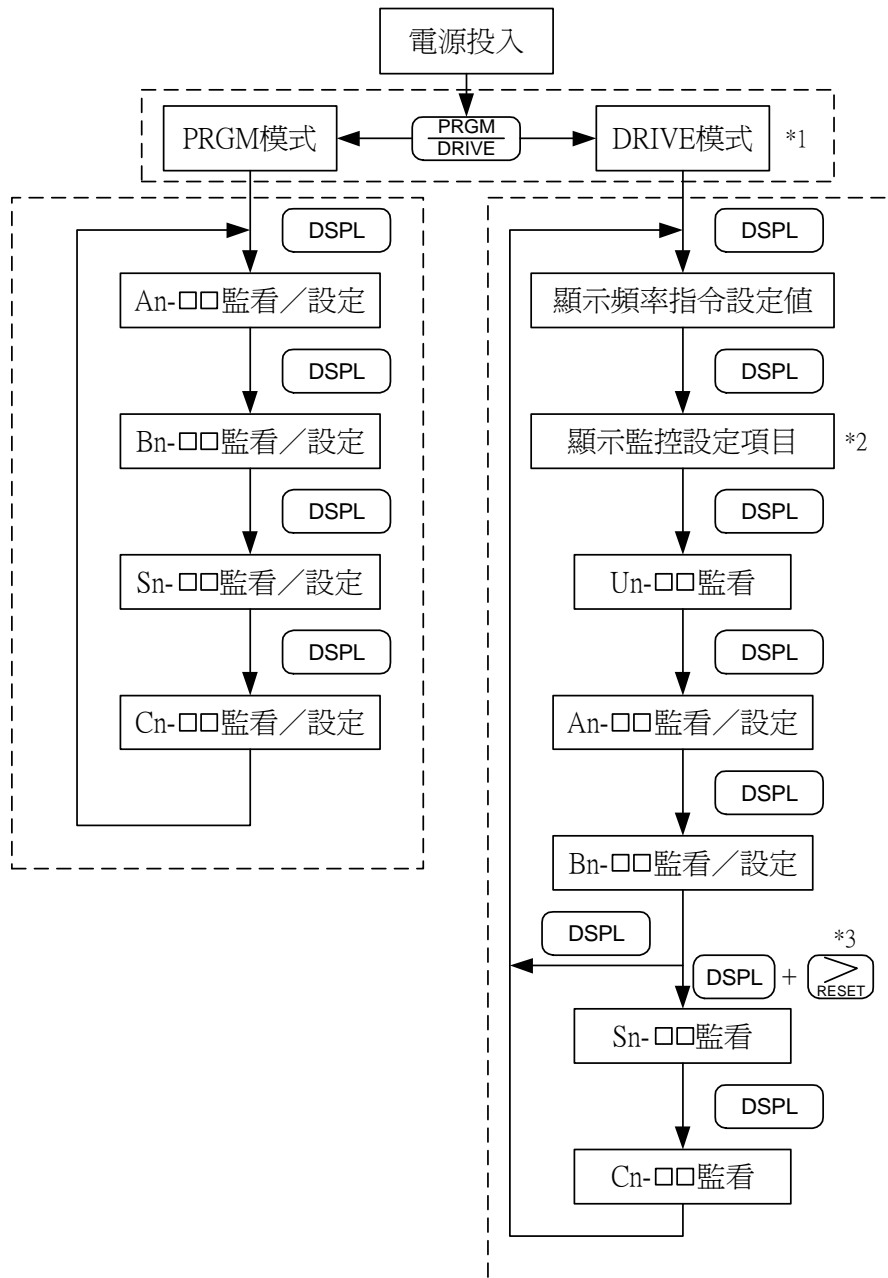 電源投入
PRGM模式
PRGM
DRIVE
DRIVE模式
*1
DSPL
An-□□監看／設定
DSPL
Bn-□□監看／設定
DSPL
Sn-□□監看／設定
DSPL
Cn-□□監看／設定
DSPL
顯示頻率指令設定值
DSPL
顯示監控設定項目
*2
DSPL
Un-□□監看
DSPL
An-□□監看／設定
DSPL
Bn-□□監看／設定
DSPL
*3
DSPL + >
RESET
Sn-□□監看
DSPL
Cn-□□監看